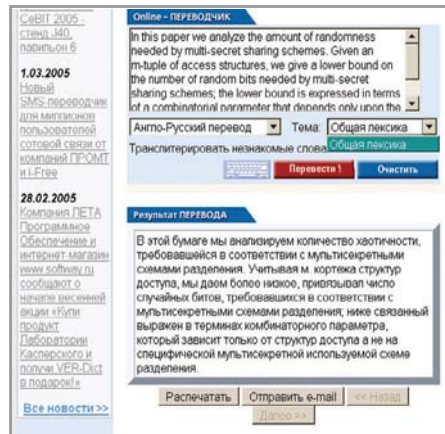 CeBIT 2005 -
стенд J40,
павильон 6
1.03.2005
Новый
SMS-переводчик
для миллионов
пользователей
сотовой связи от
компаний ПРОМТ
и i-Free
28.02.2005
Компания ЛЕТА
Программное
Обеспечение и
интернет-магазин
www.softway.ru
сообщают о
начале весенней
акции «Купи
продукт
Лаборатории
Касперского и
получи VER-Dict
в подарок!»
Все новости >>
Online – ПЕРЕВОДЧИК
In this paper we analyze the amount of randomness
needed by multi-secret sharing schemes. Given an
m-tuple of access structures, we give a lower bound on
the number of random bits needed by multi-secret
sharing schemes; the lower bound is expressed in terms
of a combinatorial parameter that depends only upon the
Англо-Русский перевод Тема: Общая лексика
Транслитерировать незнакомые слова Общая лексика
Перевести ! Очистить
Результат ПЕРЕВОДА
В этой бумаге мы анализируем количество хаотичности,
требовавшейся в соответствии с мультисекретными
схемами разделения. Учитывая м. кортежа структур
доступа, мы даем более низкое, привязывал число
случайных битов, требовавшихся в соответствии с
мультисекретными схемами разделения; ниже связанный
выражен в терминах комбинаторного параметра,
который зависит только от структур доступа а не на
специфической мультисекретной используемой схеме
разделения.
Распечатать Отправить e-mail << Назад
Далее >>